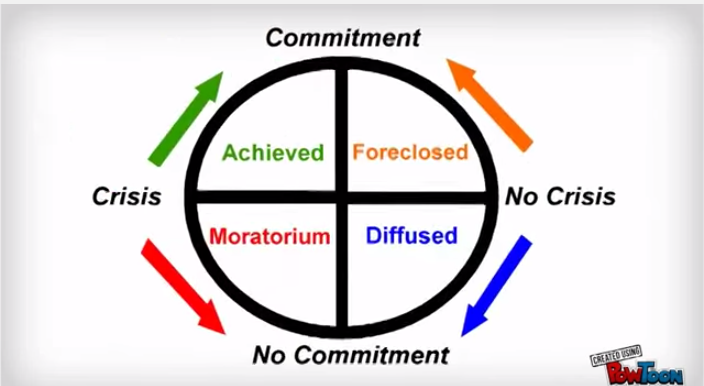 Commitment
Achieved Foreclosed
Crisis No Crisis
Moratorium Diffused
No Commitment
CREATED USING
POWTOON